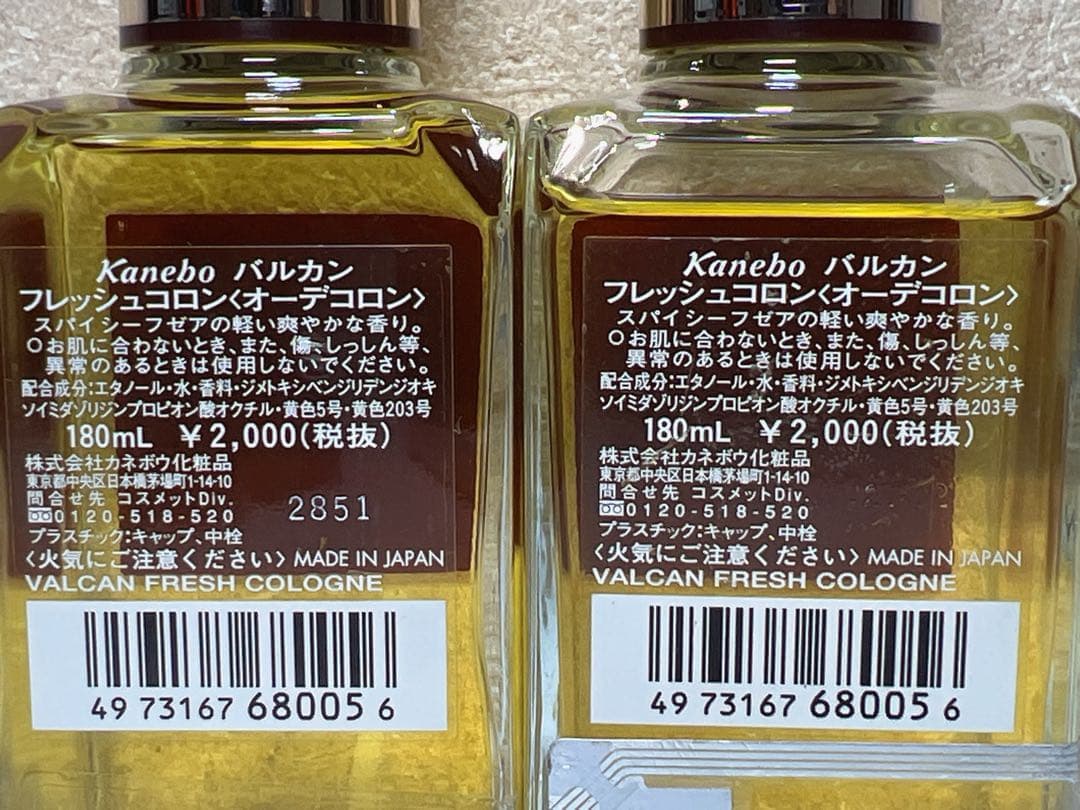 Kanebo バルカン
フレッシュコロン〈オーデコロン〉
スパイシーフゼアの軽い爽やかな香り。
○お肌に合わないとき、また、傷、しっしん等、
異常のあるときは使用しないでください。
配合成分:エタノール・水・香料・ジメトキシベンジリデンジオキ
ソイミダゾリジンプロピオン酸オクチル・黄色5号・黄色203号
180mL ￥2,000(税抜)
株式会社カネボウ化粧品
東京都中央区日本橋茅場町1-14-10
問合せ先 コスメットDiv.
0120-518-520
2851
プラスチック:キャップ、中栓
〈火気にご注意ください〉 MADE IN JAPAN
VALCAN FRESH COLOGNE
49 73167 68005 6
Kanebo バルカン
フレッシュコロン〈オーデコロン〉
スパイシーフゼアの軽い爽やかな香り。
○お肌に合わないとき、また、傷、しっしん等、
異常のあるときは使用しないでください。
配合成分:エタノール・水・香料・ジメトキシベンジリデンジオキ
ソイミダゾリジンプロピオン酸オクチル・黄色5号・黄色203号
180mL ￥2,000(税抜)
株式会社カネボウ化粧品
東京都中央区日本橋茅場町1-14-10
問合せ先 コスメットDiv.
0120-518-520
プラスチック:キャップ、中栓
〈火気にご注意ください〉 MADE IN JAPAN
VALCAN FRESH COLOGNE
49 73167 68005 6